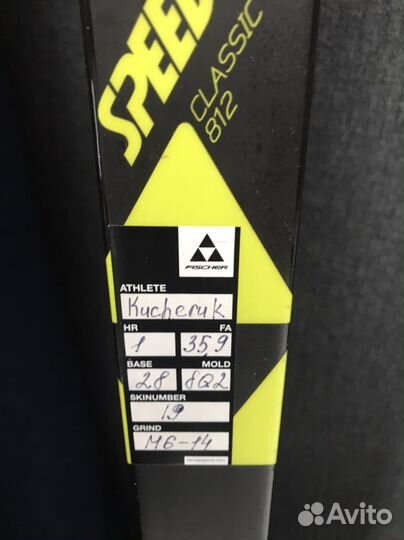 SPEED
CLASSIC
812
FISCHER
ATHLETE
Kucheruk
HR FA
1 35,9
BASE MOLD
28 8Q2
SKINUMBER
19
GRIND
M6-14
Avito